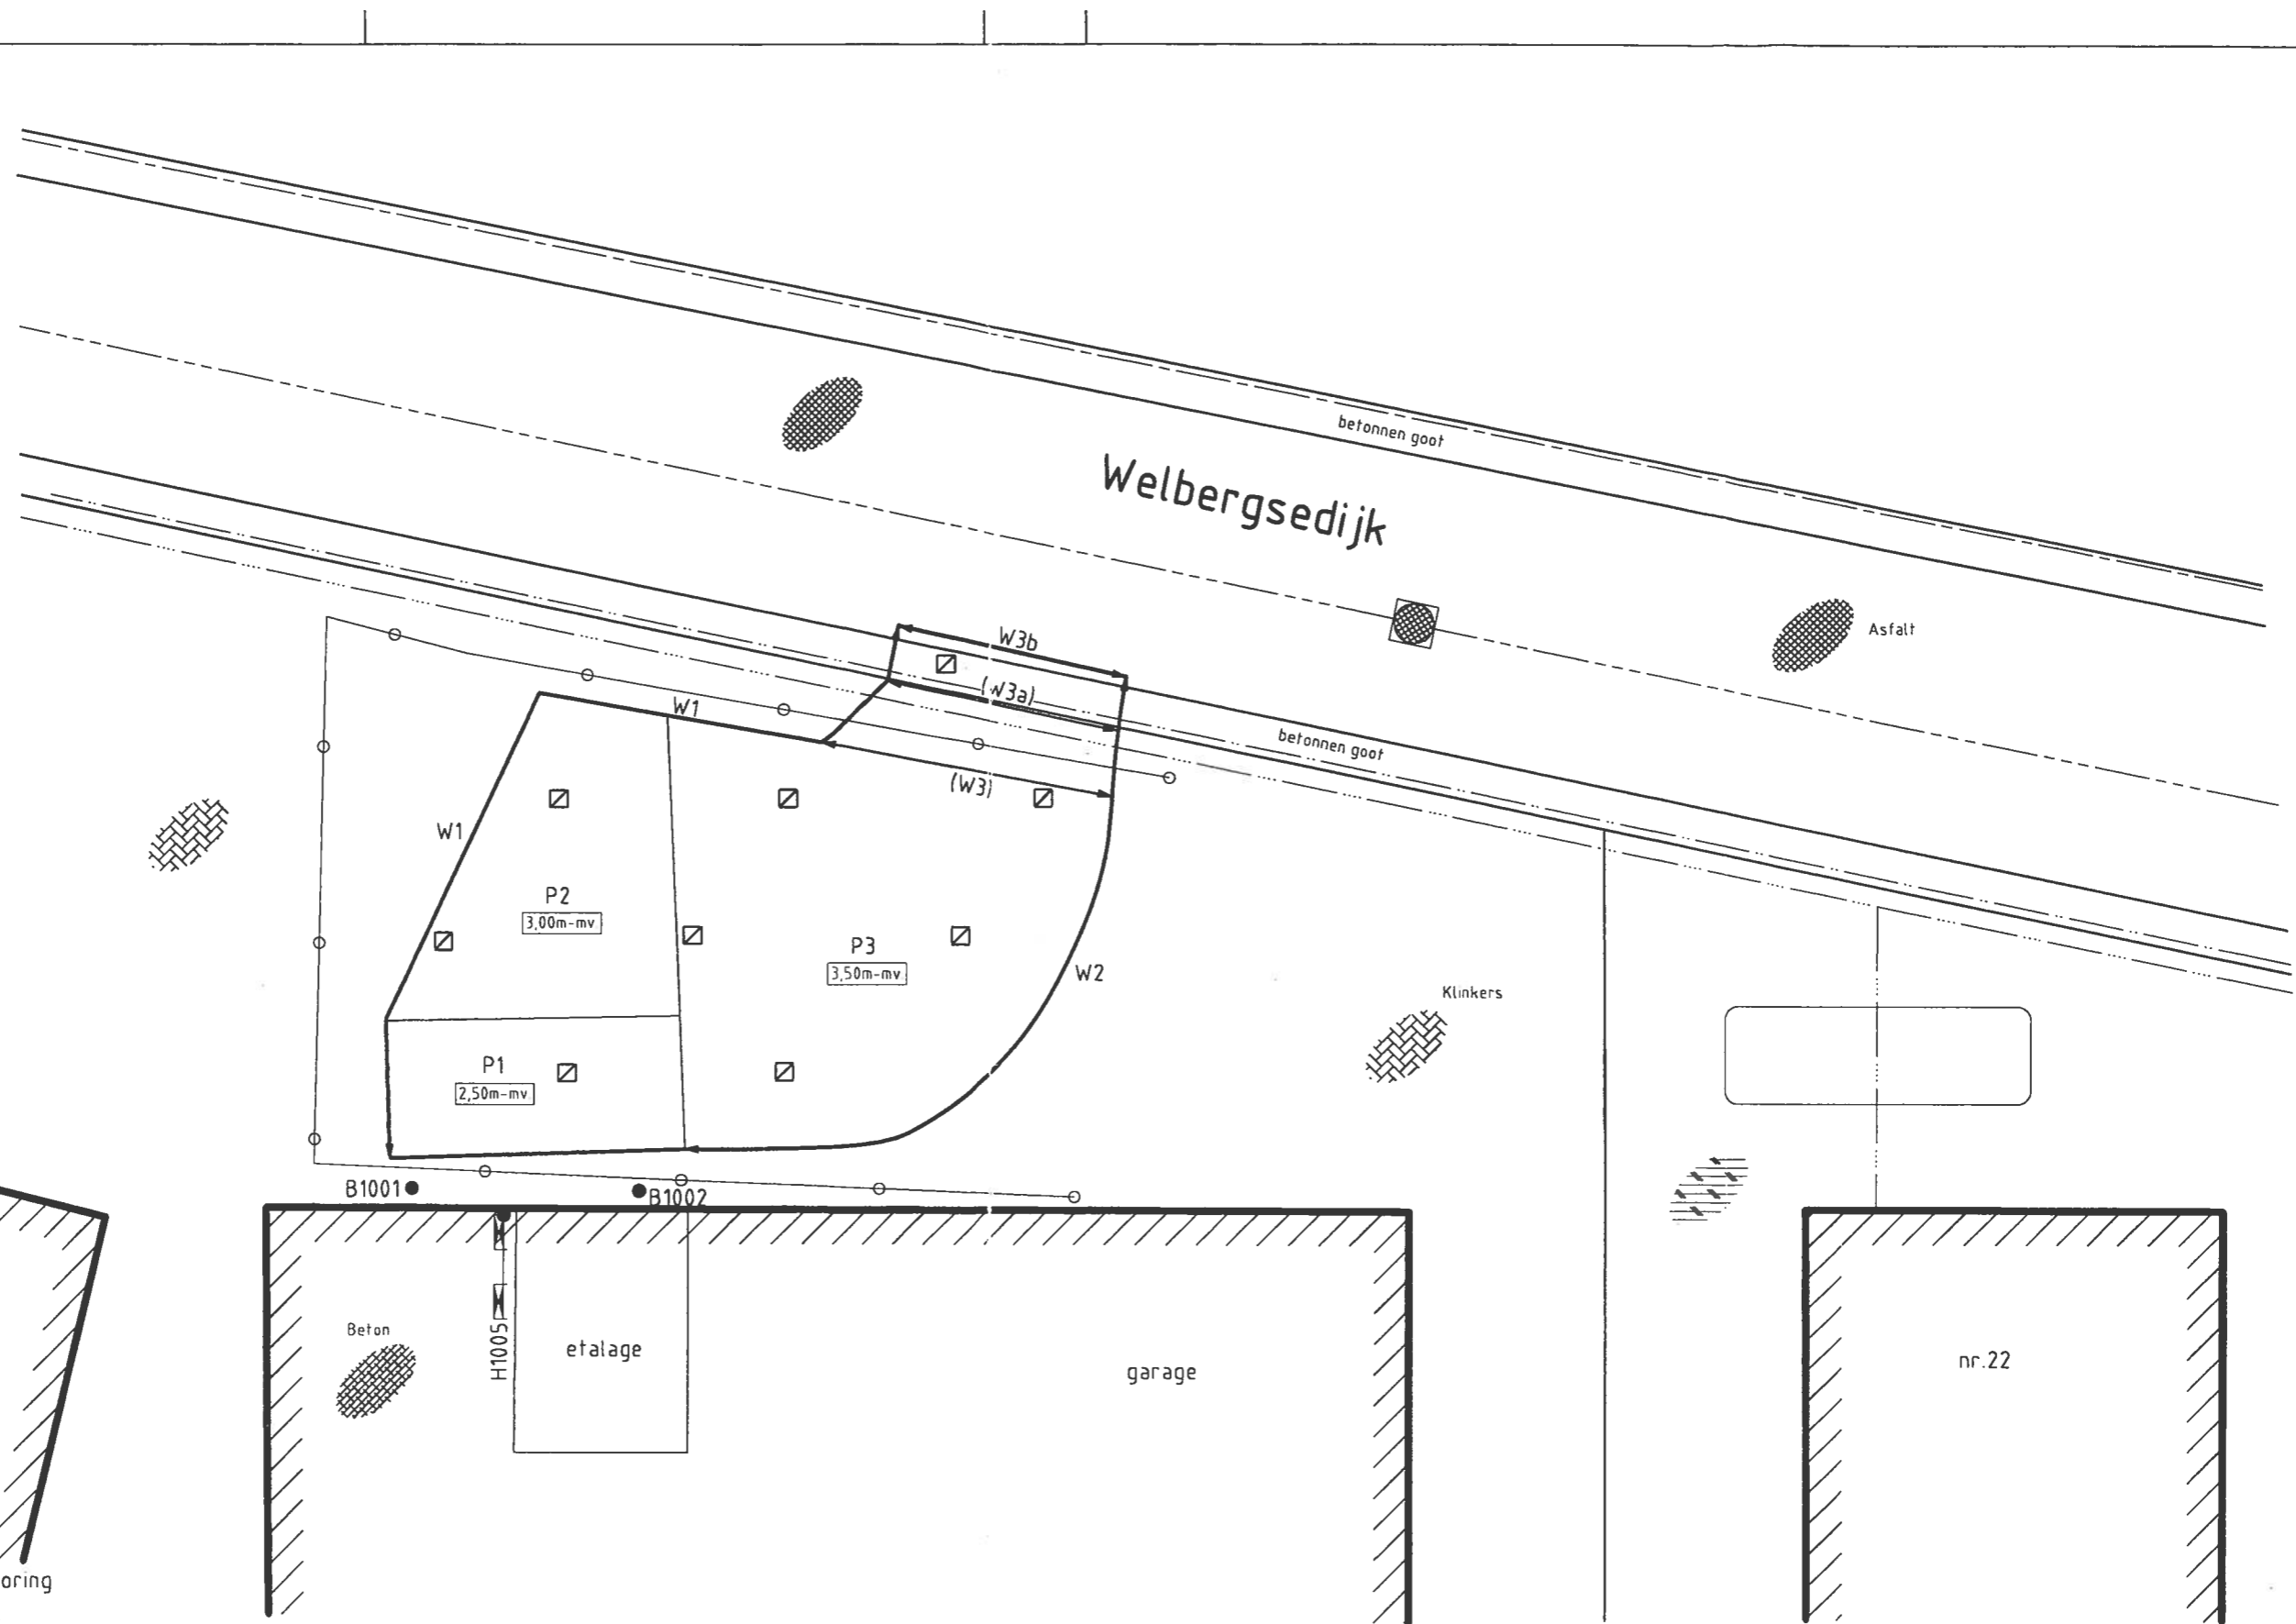 betonnen goot
Welbergsedijk
Asfalt
W3b
(W3a)
W1
betonnen goot
(W3)
W1
P2
3,00m-mv
P3
3,50m-mv
W2
Klinkers
P1
2,50m-mv
B1001
B1002
Beton
H1005
etalage
garage
nr.22
oring